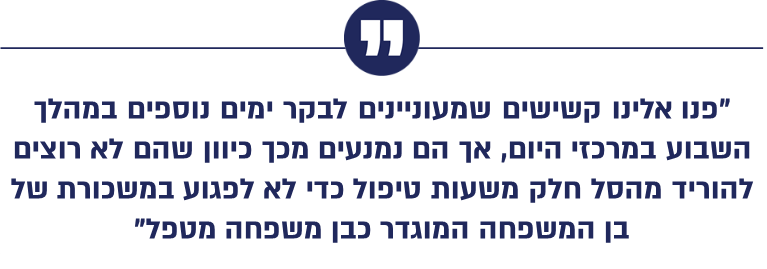 "פנו אלינו קשישים שמעוניינים לבקר ימים נוספים במהלך
השבוע במרכזי היום, אך הם נמנעים מכך כיוון שהם לא רוצים
להוריד מהסל חלק משעות טיפול כדי לא לפגוע במשכורת של
בן המשפחה המוגדר כבן משפחה מטפל"